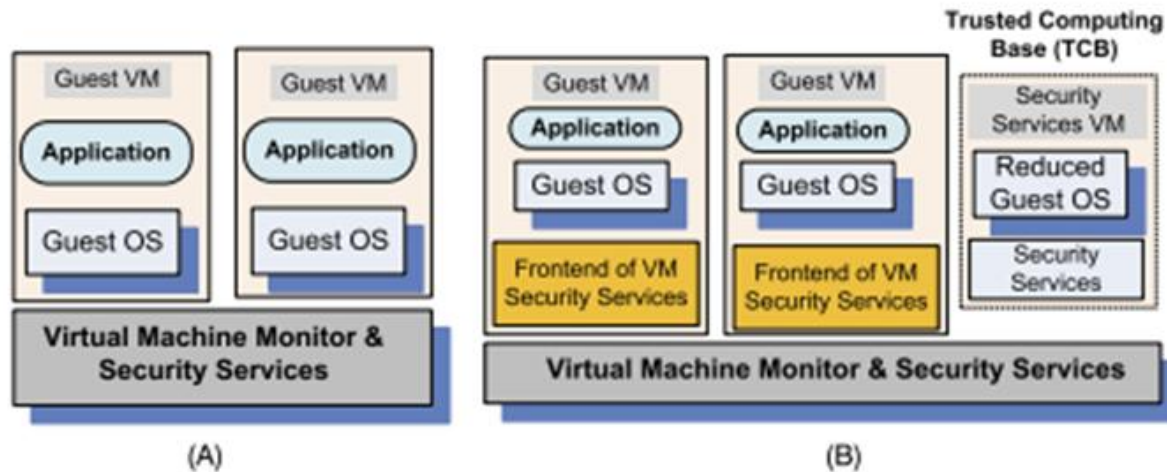 Guest VM
Application
Guest OS
Guest VM
Application
Guest OS
Virtual Machine Monitor &
Security Services
(A)
Guest VM
Application
Guest OS
Frontend of VM
Security Services
Guest VM
Application
Guest OS
Frontend of VM
Security Services
Trusted Computing
Base (TCB)
Security
Services VM
Reduced
Guest OS
Security
Services
Virtual Machine Monitor & Security Services
(B)